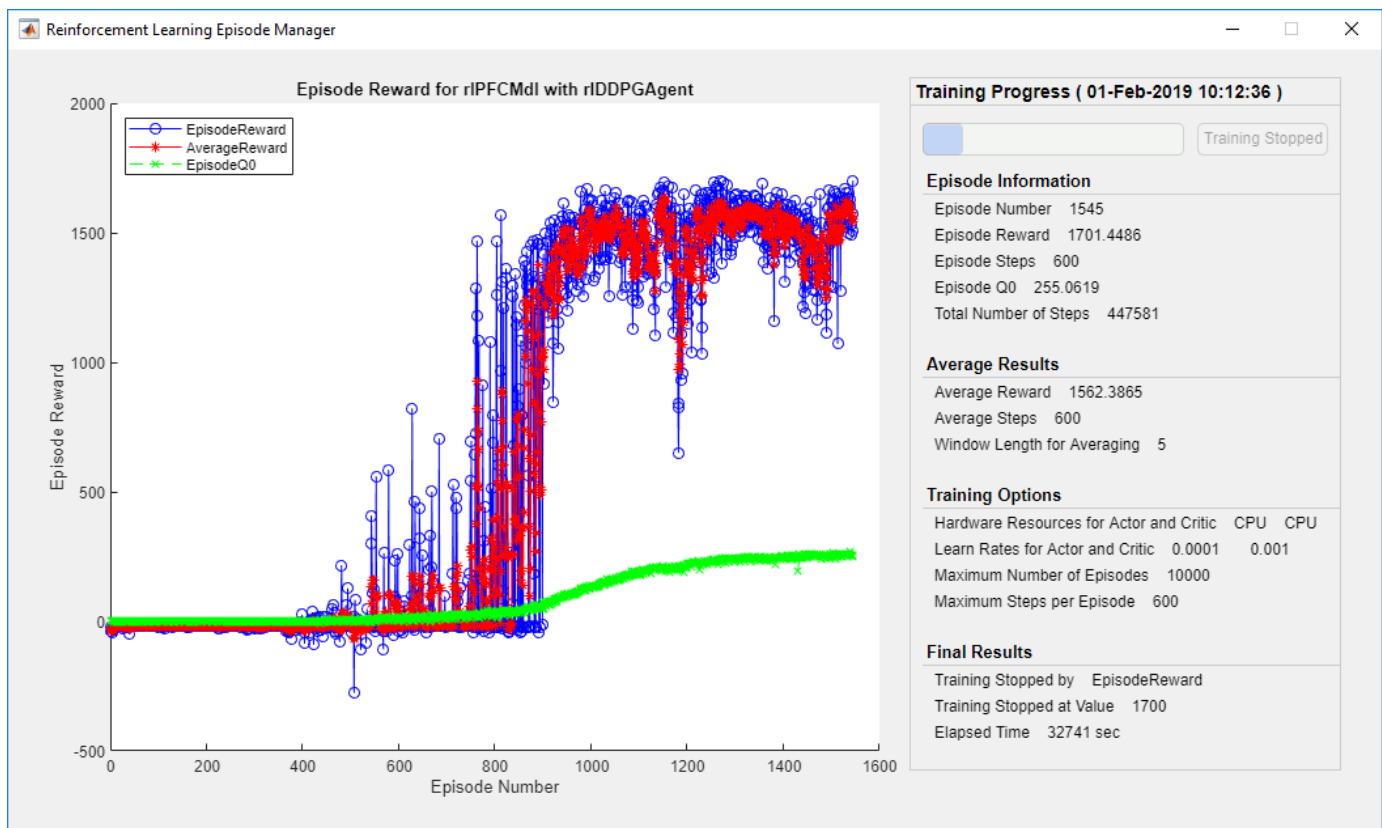 Reinforcement Learning Episode Manager
Episode Reward for rlPFCMdl with rlDDPGAgent
2000
1500
1000
500
0
-500
Episode Reward
EpisodeReward
AverageReward
EpisodeQ0
0 200 400 600 800 1000 1200 1400 1600
Episode Number
Training Progress ( 01-Feb-2019 10:12:36 )
Training Stopped
Episode Information
Episode Number 1545
Episode Reward 1701.4486
Episode Steps 600
Episode Q0 255.0619
Total Number of Steps 447581
Average Results
Average Reward 1562.3865
Average Steps 600
Window Length for Averaging 5
Training Options
Hardware Resources for Actor and Critic CPU CPU
Learn Rates for Actor and Critic 0.0001 0.001
Maximum Number of Episodes 10000
Maximum Steps per Episode 600
Final Results
Training Stopped by EpisodeReward
Training Stopped at Value 1700
Elapsed Time 32741 sec